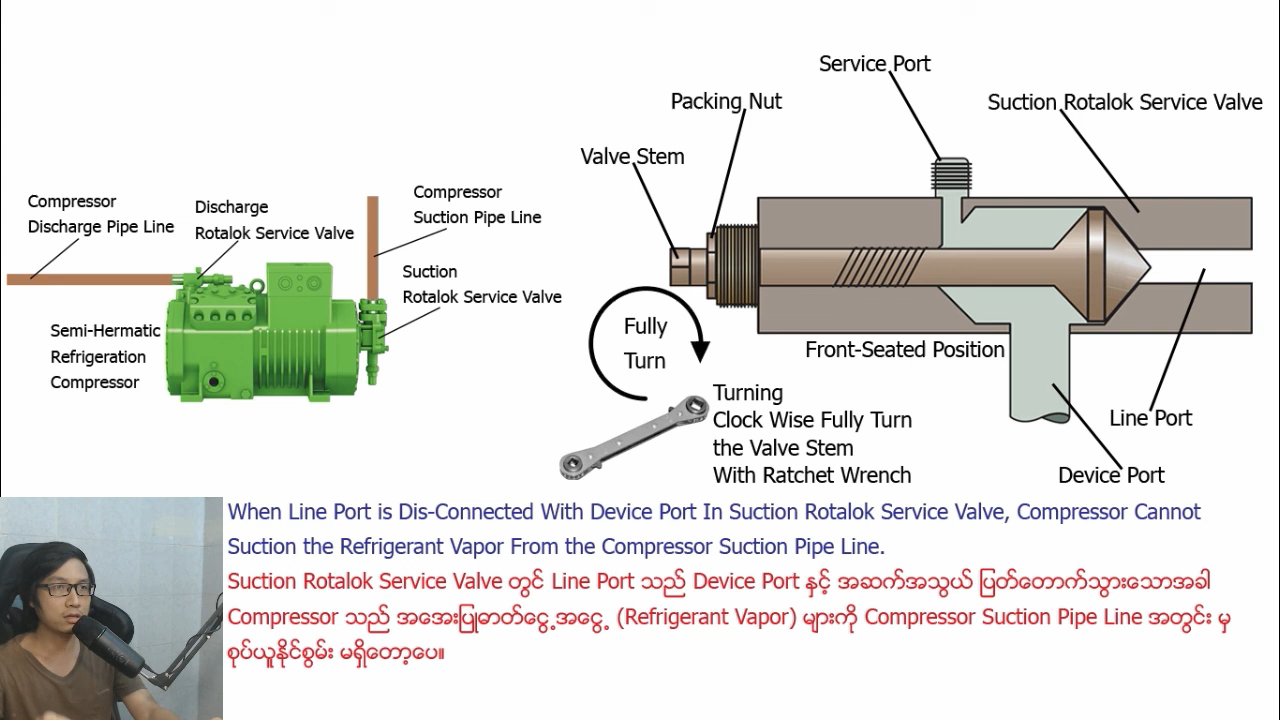 Service Port
Packing Nut
Suction Rotalok Service Valve
Valve Stem
Compressor
Discharge Pipe Line
Discharge
Rotalok Service Valve
Compressor
Suction Pipe Line
Suction
Rotalok Service Valve
Semi-Hermatic
Refrigeration
Compressor
Fully
Turn
Front-Seated Position
Turning
Clock Wise Fully Turn
the Valve Stem
With Ratchet Wrench
Line Port
Device Port
When Line Port is Dis-Connected With Device Port In Suction Rotalok Service Valve, Compressor Cannot
Suction the Refrigerant Vapor From the Compressor Suction Pipe Line.
Suction Rotalok Service Valve တွင် Line Port သည် Device Port နှင့် အဆက်အသွယ် ပြတ်တောက်သွားသောအခါ
Compressor သည် အအေးပြုဓာတ်ငွေ့အငွေ့ (Refrigerant Vapor) များကို Compressor Suction Pipe Line အတွင်း မှ
စုပ်ယူနိုင်စွမ်း မရှိတော့ပေ။